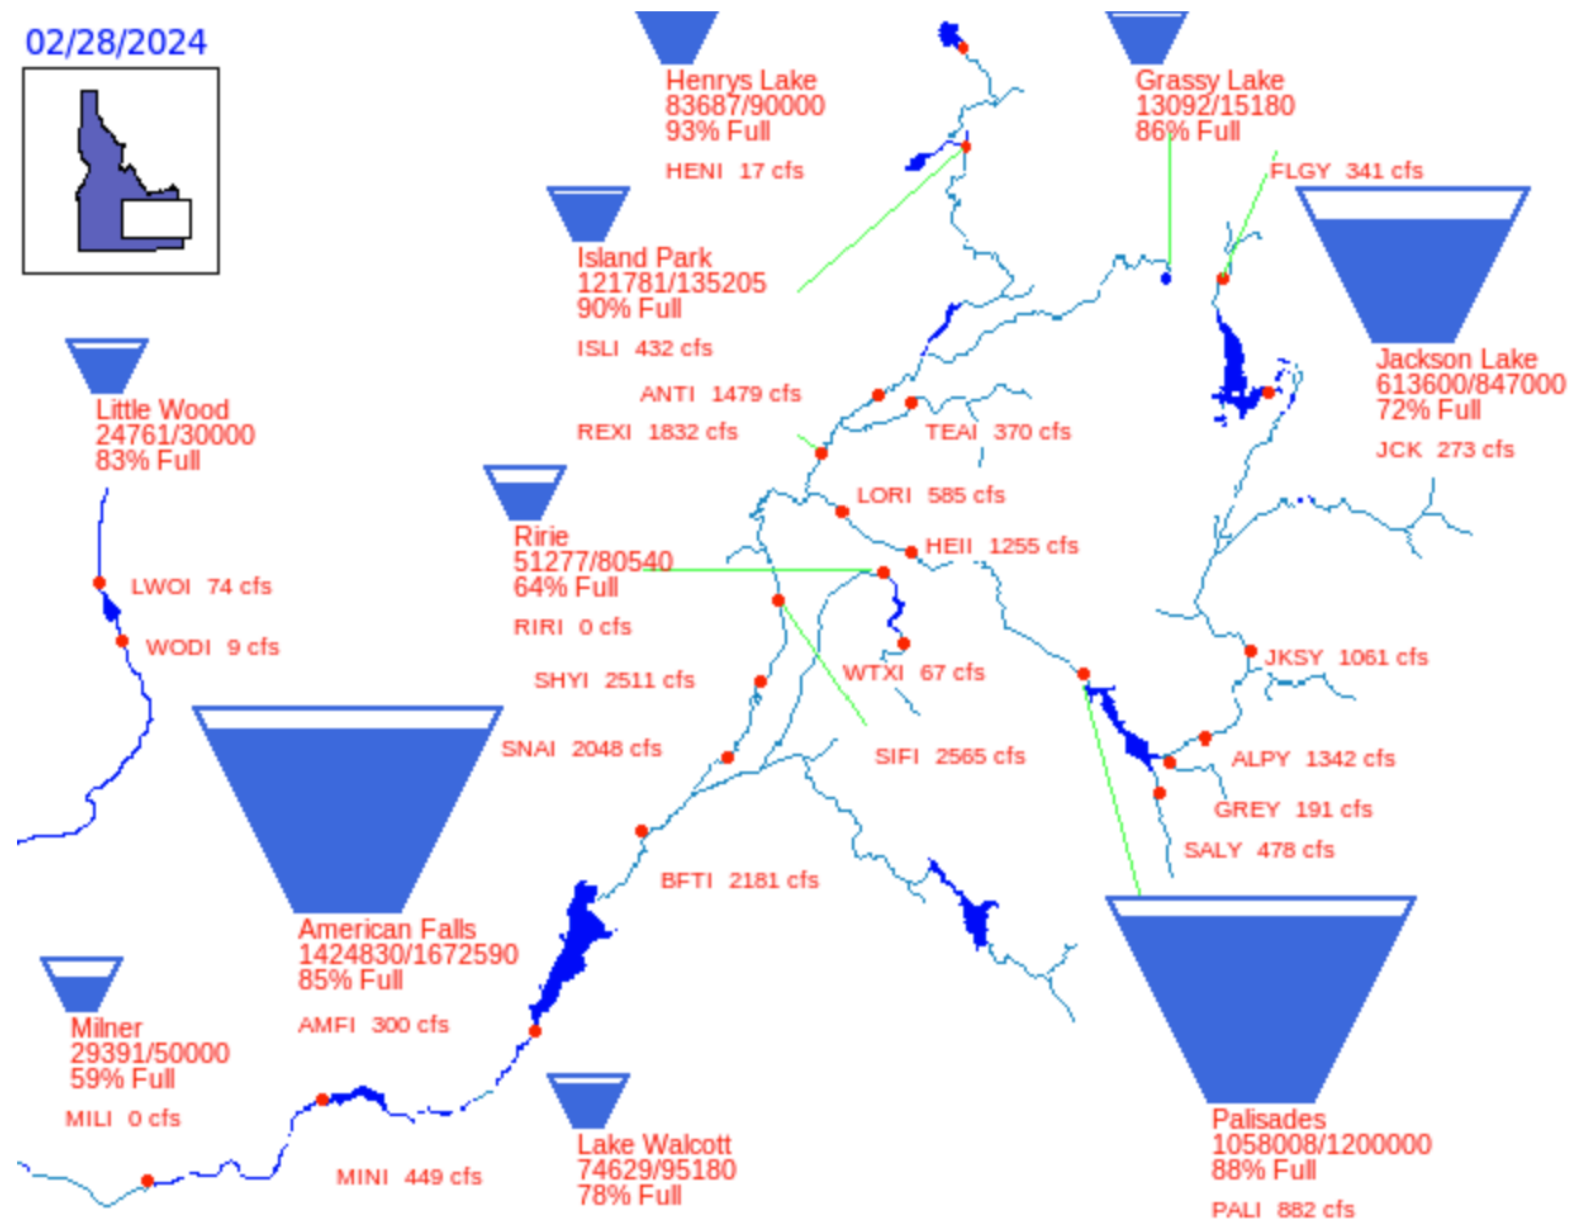 02/28/2024
Henrys Lake
83687/90000
93% Full
HENI 17 cfs
Grassy Lake
13092/15180
86% Full
FLGY 341 cfs
Island Park
121781/135205
90% Full
ISLI 432 cfs
Jackson Lake
613600/847000
72% Full
JCK 273 cfs
Little Wood
24761/30000
83% Full
ANTI 1479 cfs
REXI 1832 cfs
TEAI 370 cfs
LORI 585 cfs
HEII 1255 cfs
Ririe
51277/80540
64% Full
RIRI 0 cfs
LWOI 74 cfs
WODI 9 cfs
SHYI 2511 cfs
WTXI 67 cfs
JKSY 1061 cfs
SNAI 2048 cfs
SIFI 2565 cfs
ALPY 1342 cfs
GREY 191 cfs
SALY 478 cfs
BFTI 2181 cfs
American Falls
1424830/1672590
85% Full
AMFI 300 cfs
Milner
29391/50000
59% Full
MILI 0 cfs
MINI 449 cfs
Lake Walcott
74629/95180
78% Full
Palisades
1058008/1200000
88% Full
PALI 882 cfs